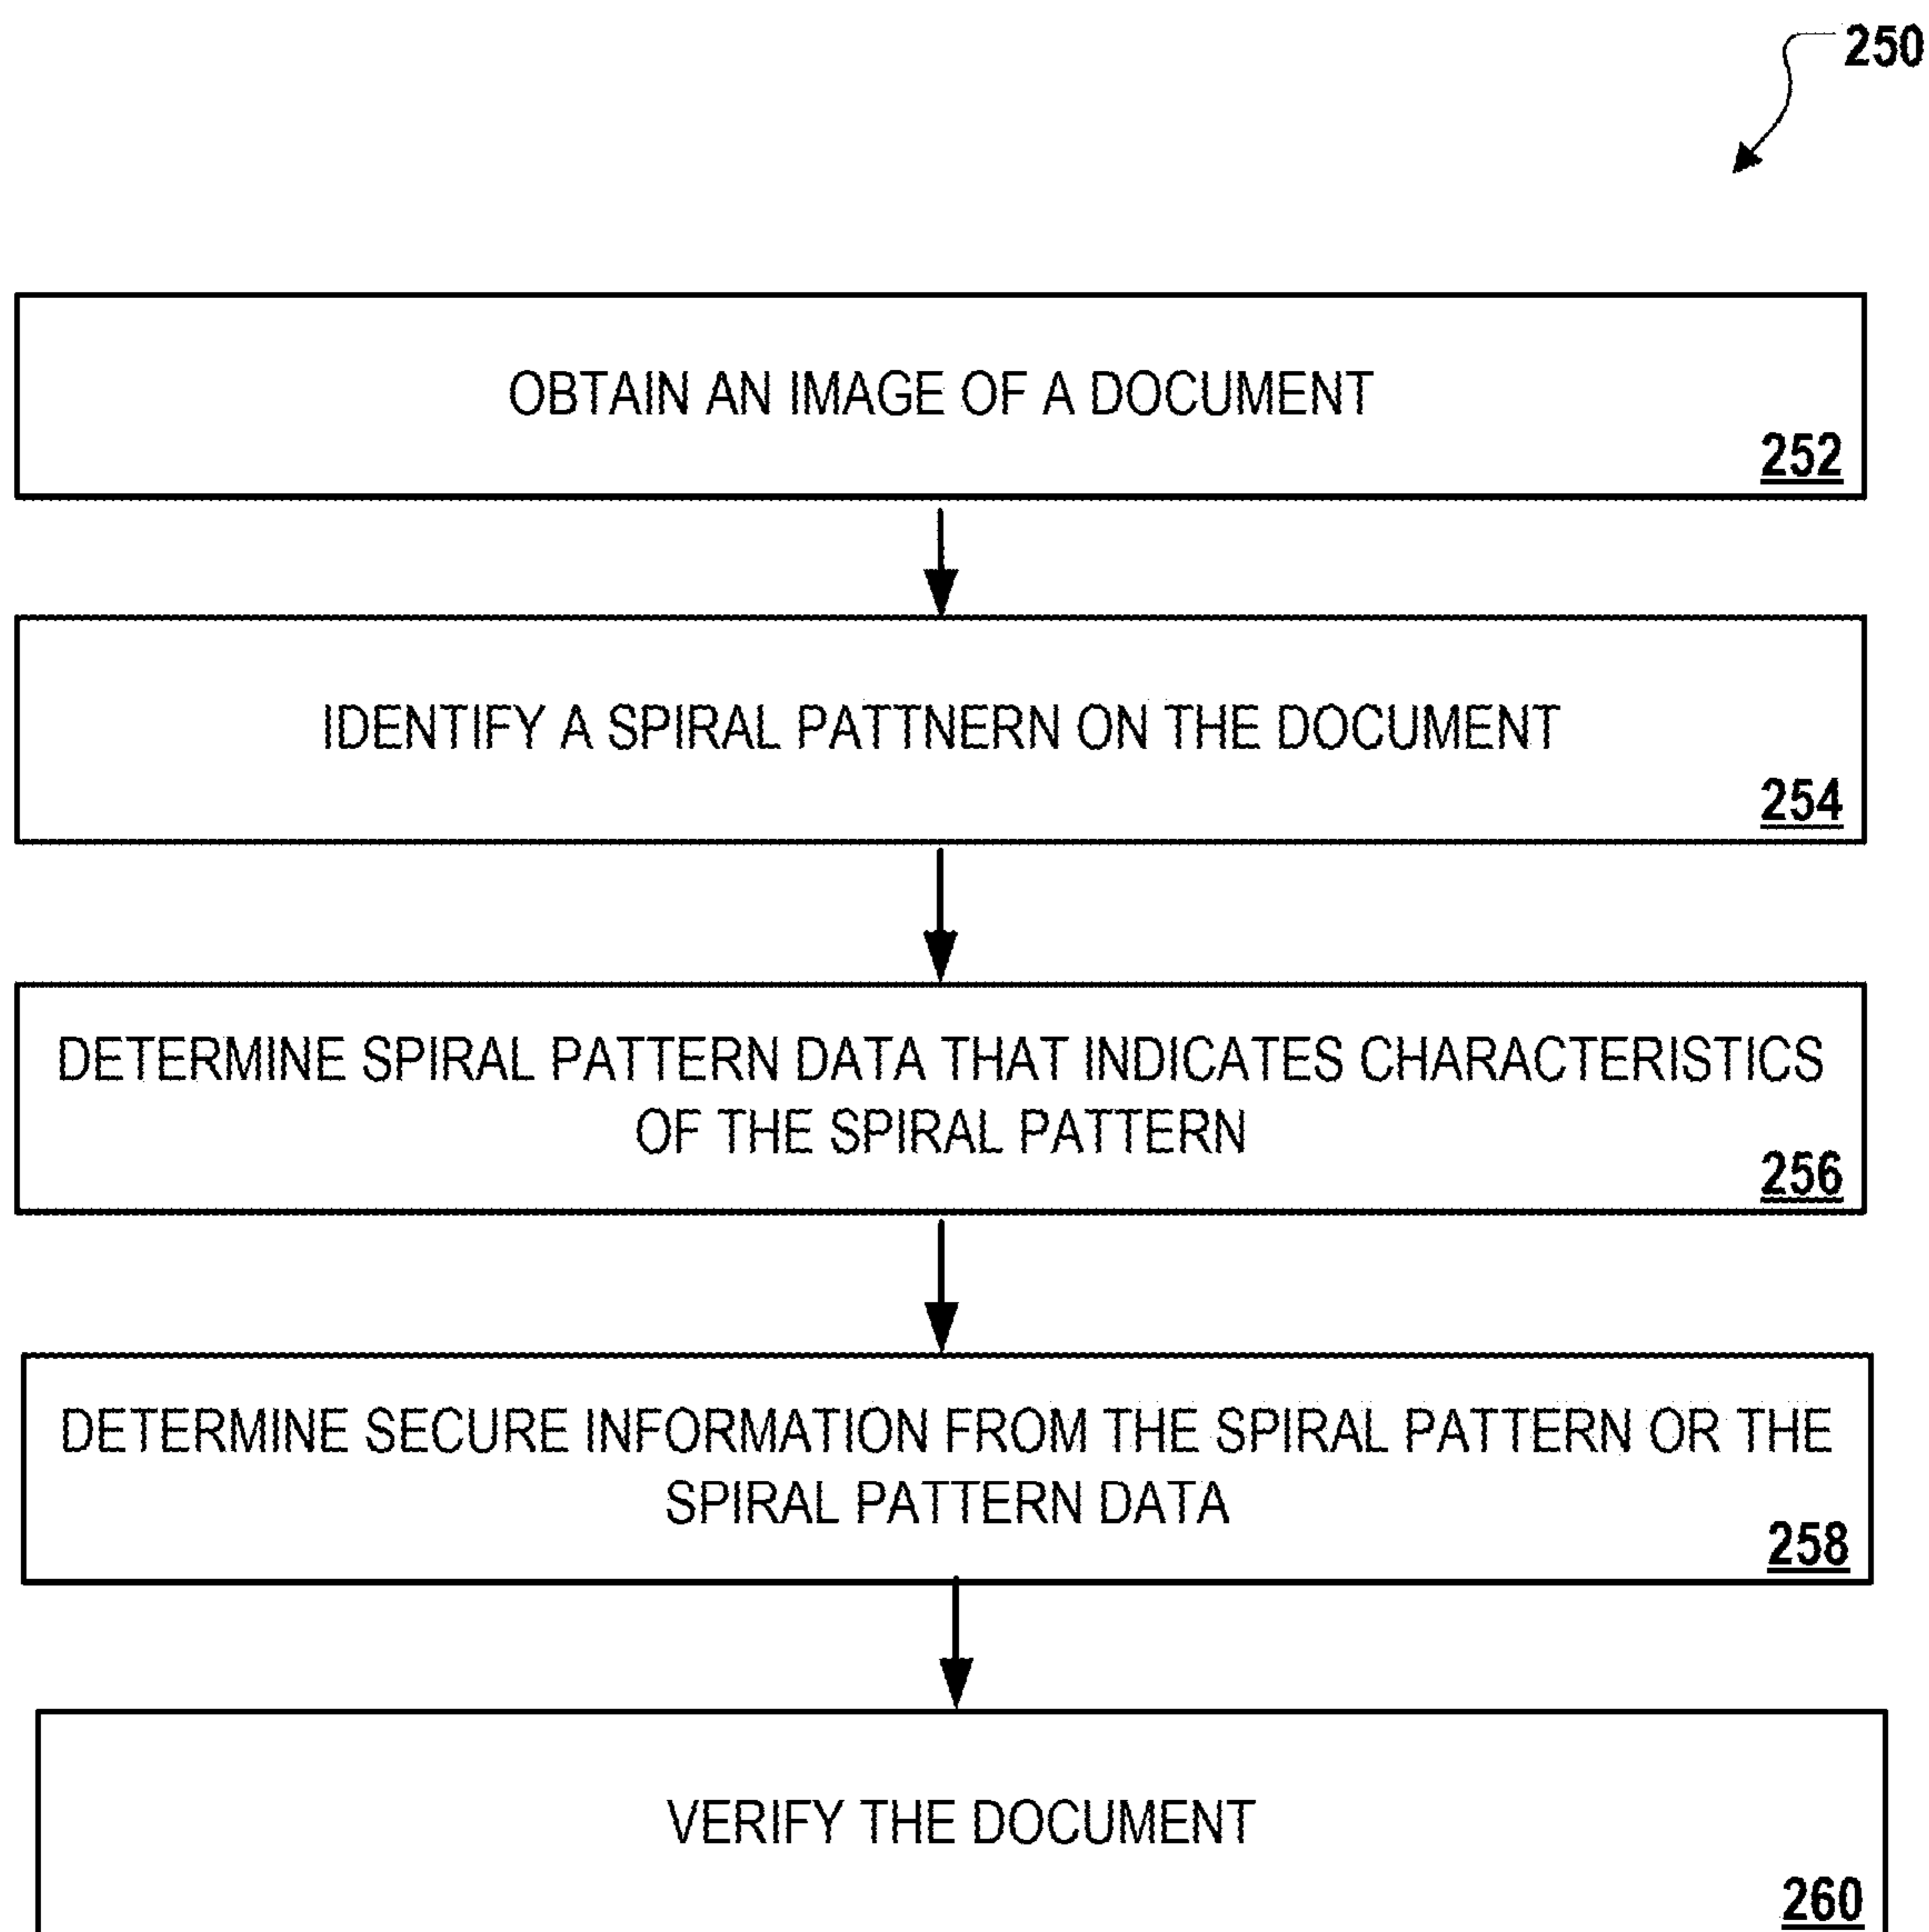 250
OBTAIN AN IMAGE OF A DOCUMENT
252
IDENTIFY A SPIRAL PATTNERN ON THE DOCUMENT
254
DETERMINE SPIRAL PATTERN DATA THAT INDICATES CHARACTERISTICS
OF THE SPIRAL PATTERN
256
DETERMINE SECURE INFORMATION FROM THE SPIRAL PATTERN OR THE
SPIRAL PATTERN DATA
258
VERIFY THE DOCUMENT
260